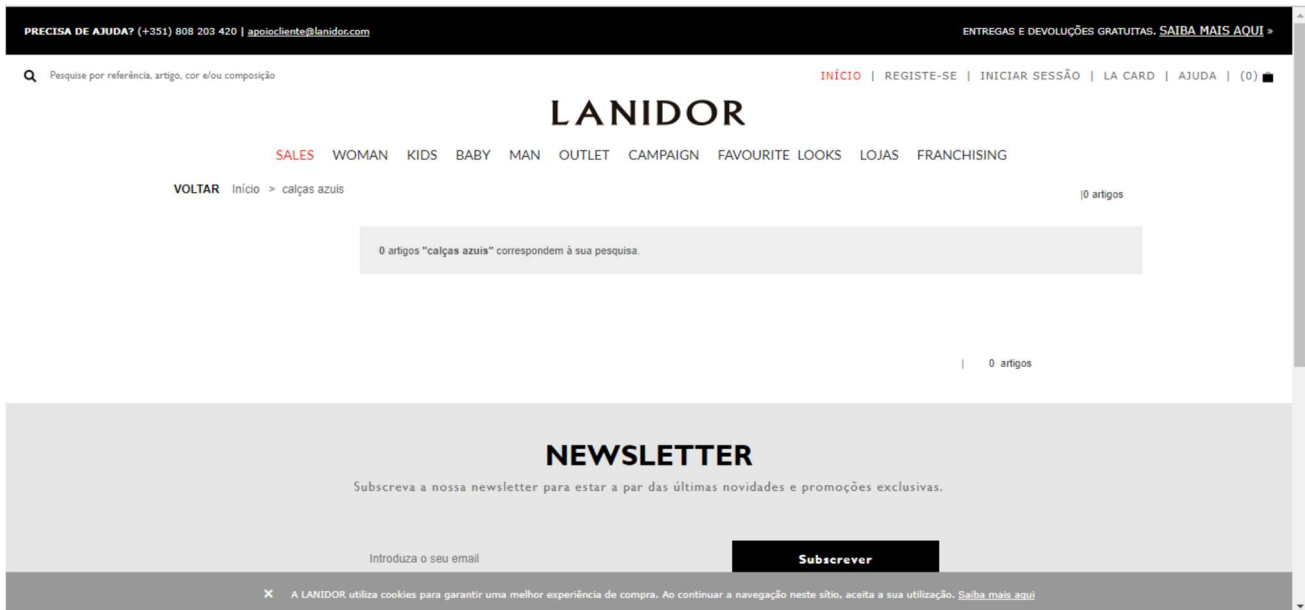 PRECISA DE AJUDA? (+351) 808 203 420 | apoiocliente@lanidor.com
ENTREGAS E DEVOLUÇÕES GRATUITAS. SAIBA MAIS AQUI »
Pesquise por referência, artigo, cor e/ou composição
INÍCIO | REGISTE-SE | INICIAR SESSÃO | LA CARD | AJUDA | (0)
LANIDOR
SALES WOMAN KIDS BABY MAN OUTLET CAMPAIGN FAVOURITE LOOKS LOJAS FRANCHISING
VOLTAR Início > calças azuis
|0 artigos
0 artigos "calças azuis" correspondem à sua pesquisa.
| 0 artigos
NEWSLETTER
Subscreva a nossa newsletter para estar a par das últimas novidades e promoções exclusivas.
Introduza o seu email
Subscrever
X A LANIDOR utiliza cookies para garantir uma melhor experiência de compra. Ao continuar a navegação neste sítio, aceita a sua utilização. Saiba mais aqui